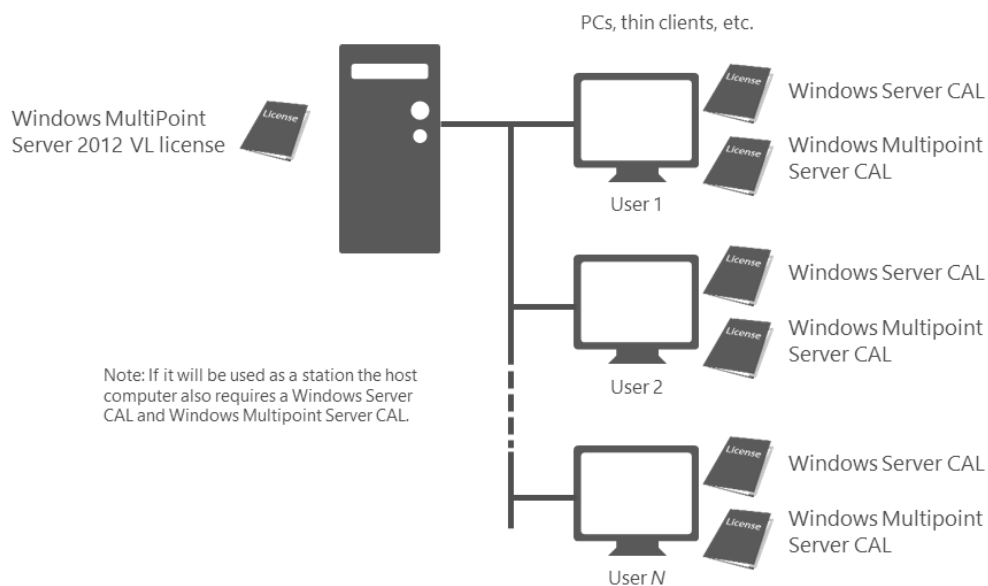 PCs, thin clients, etc.
Windows MultiPoint
Server 2012 VL license
License
License
Windows Server CAL
License
Windows Multipoint
Server CAL
User 1
License
Windows Server CAL
License
Windows Multipoint
Server CAL
User 2
Note: If it will be used as a station the host
computer also requires a Windows Server
CAL and Windows Multipoint Server CAL.
License
Windows Server CAL
License
Windows Multipoint
Server CAL
User N